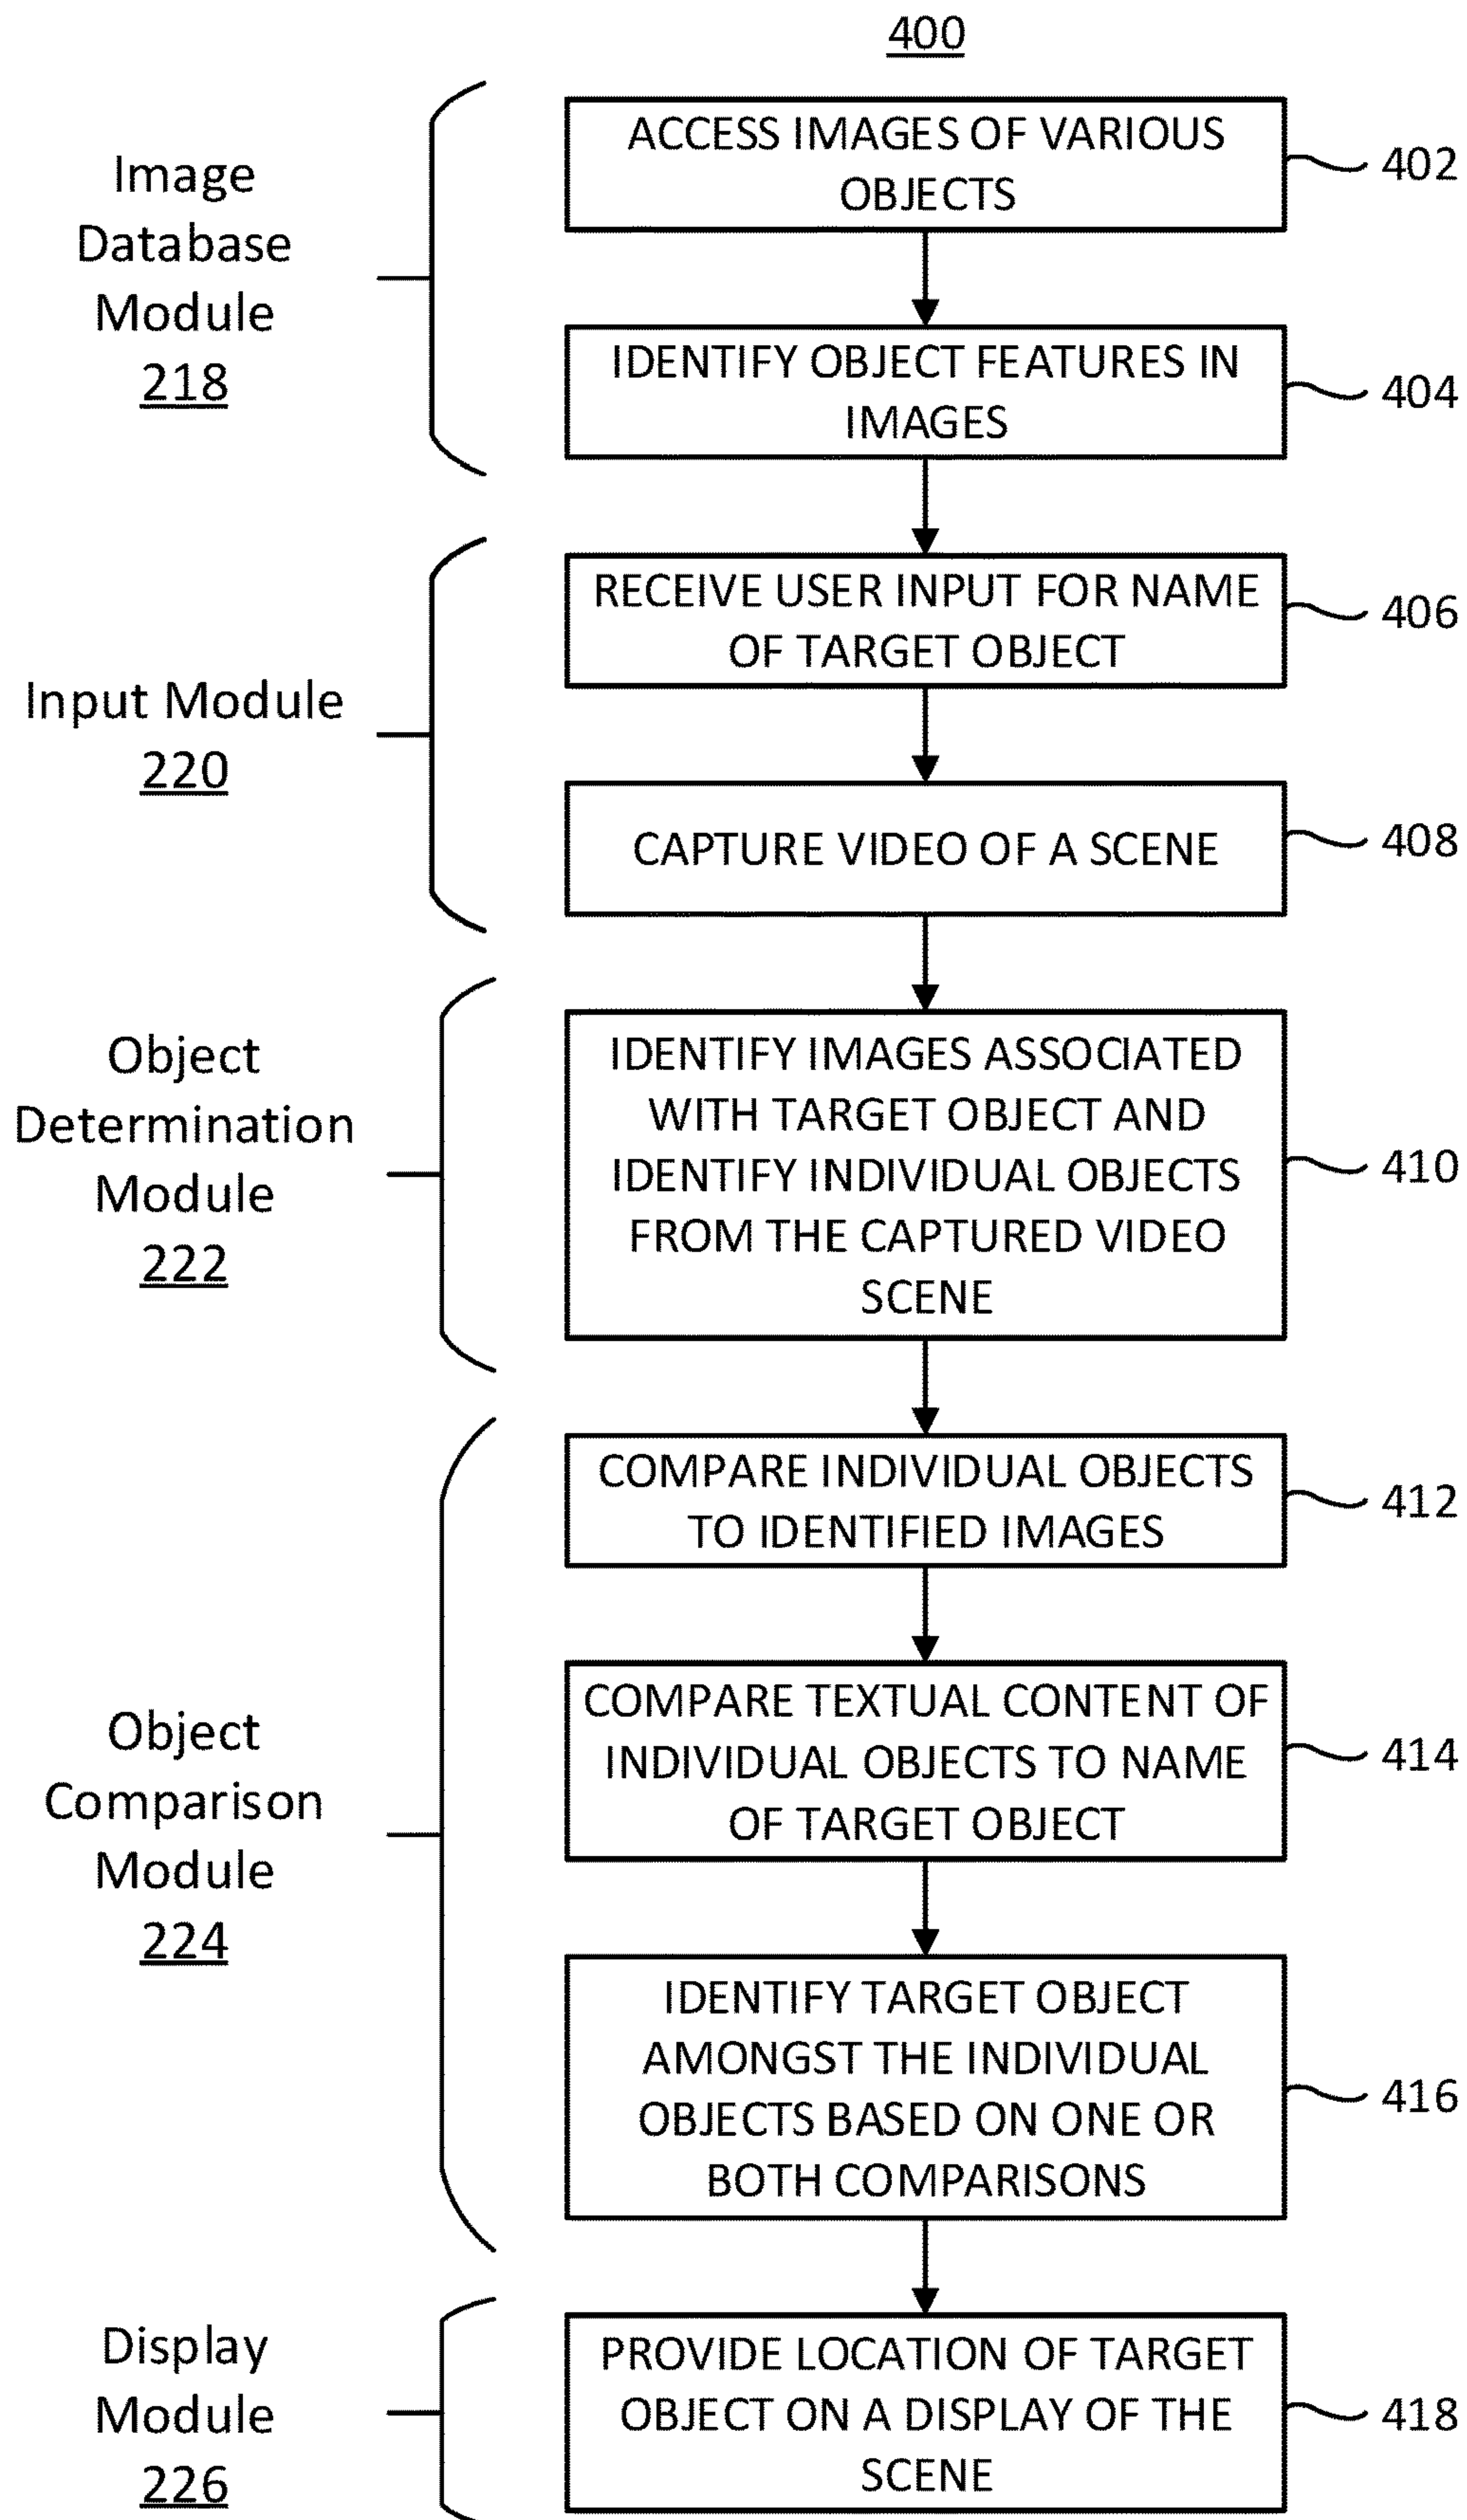 400
Image
Database
Module
218
ACCESS IMAGES OF VARIOUS
OBJECTS
402
IDENTIFY OBJECT FEATURES IN
IMAGES
404
Input Module
220
RECEIVE USER INPUT FOR NAME
OF TARGET OBJECT
406
CAPTURE VIDEO OF A SCENE
408
Object
Determination
Module
222
IDENTIFY IMAGES ASSOCIATED
WITH TARGET OBJECT AND
IDENTIFY INDIVIDUAL OBJECTS
FROM THE CAPTURED VIDEO
SCENE
410
Object
Comparison
Module
224
COMPARE INDIVIDUAL OBJECTS
TO IDENTIFIED IMAGES
412
COMPARE TEXTUAL CONTENT OF
INDIVIDUAL OBJECTS TO NAME
OF TARGET OBJECT
414
IDENTIFY TARGET OBJECT
AMONGST THE INDIVIDUAL
OBJECTS BASED ON ONE OR
BOTH COMPARISONS
416
Display
Module
226
PROVIDE LOCATION OF TARGET
OBJECT ON A DISPLAY OF THE
SCENE
418